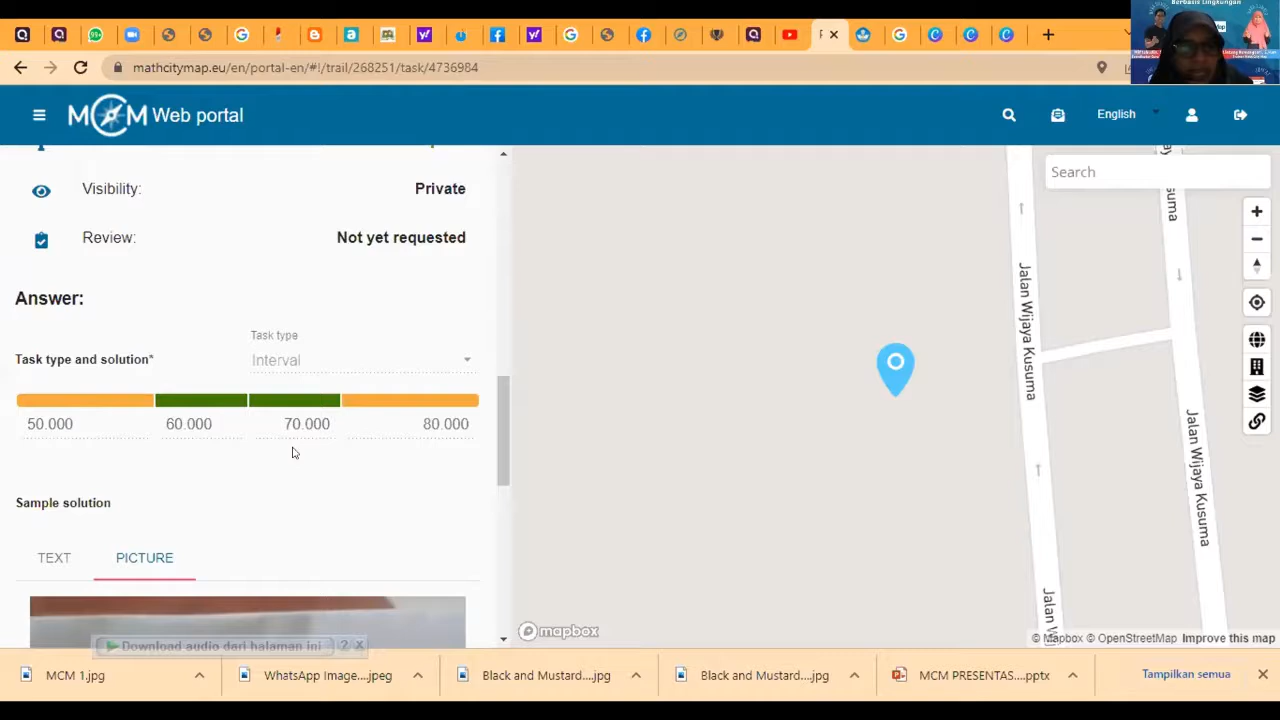 Berbasis Lingkungan
mathcitymap.eu/en/portal-en/#!/trail/268251/task/4736984
MCM Web portal
English
Search
Visibility: Private
Review: Not yet requested
Answer:
Task type
Task type and solution* Interval
50.000 60.000 70.000 80.000
Sample solution
TEXT PICTURE
Download audio dari halaman ini ? X
Jalan Wijaya Kusuma
Jalan Wijaya Kusuma
Jalan W
mapbox
© Mapbox © OpenStreetMap Improve this map
MCM 1.jpg
WhatsApp Image....jpeg
Black and Mustard....jpg
Black and Mustard....jpg
MCM PRESENTAS....pptx
Tampilkan semua